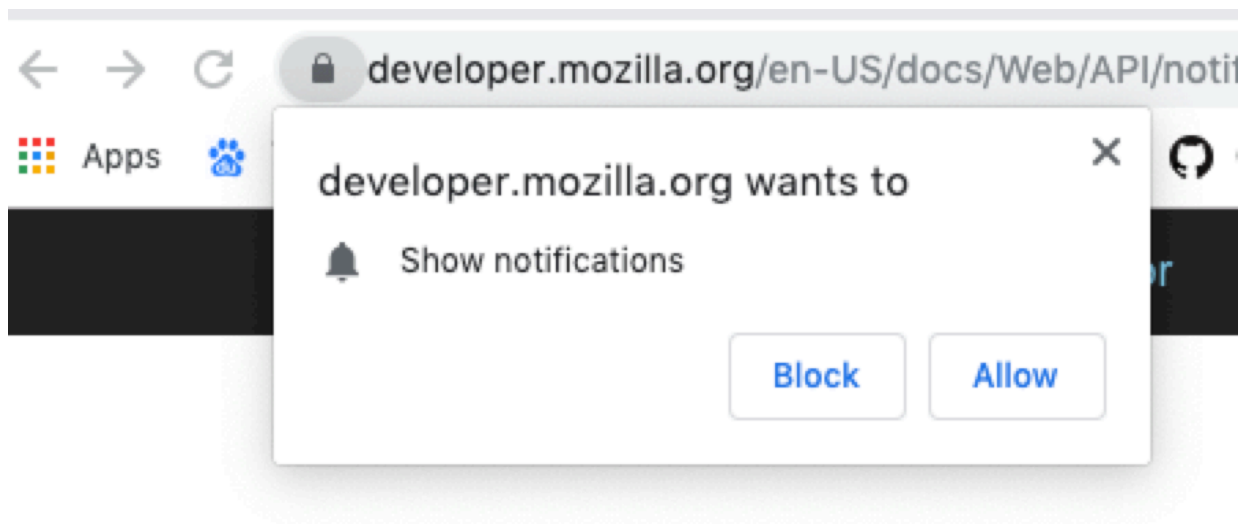 developer.mozilla.org/en-US/docs/Web/API/notif
Apps
du
developer.mozilla.org wants to
Show notifications
Block
Allow